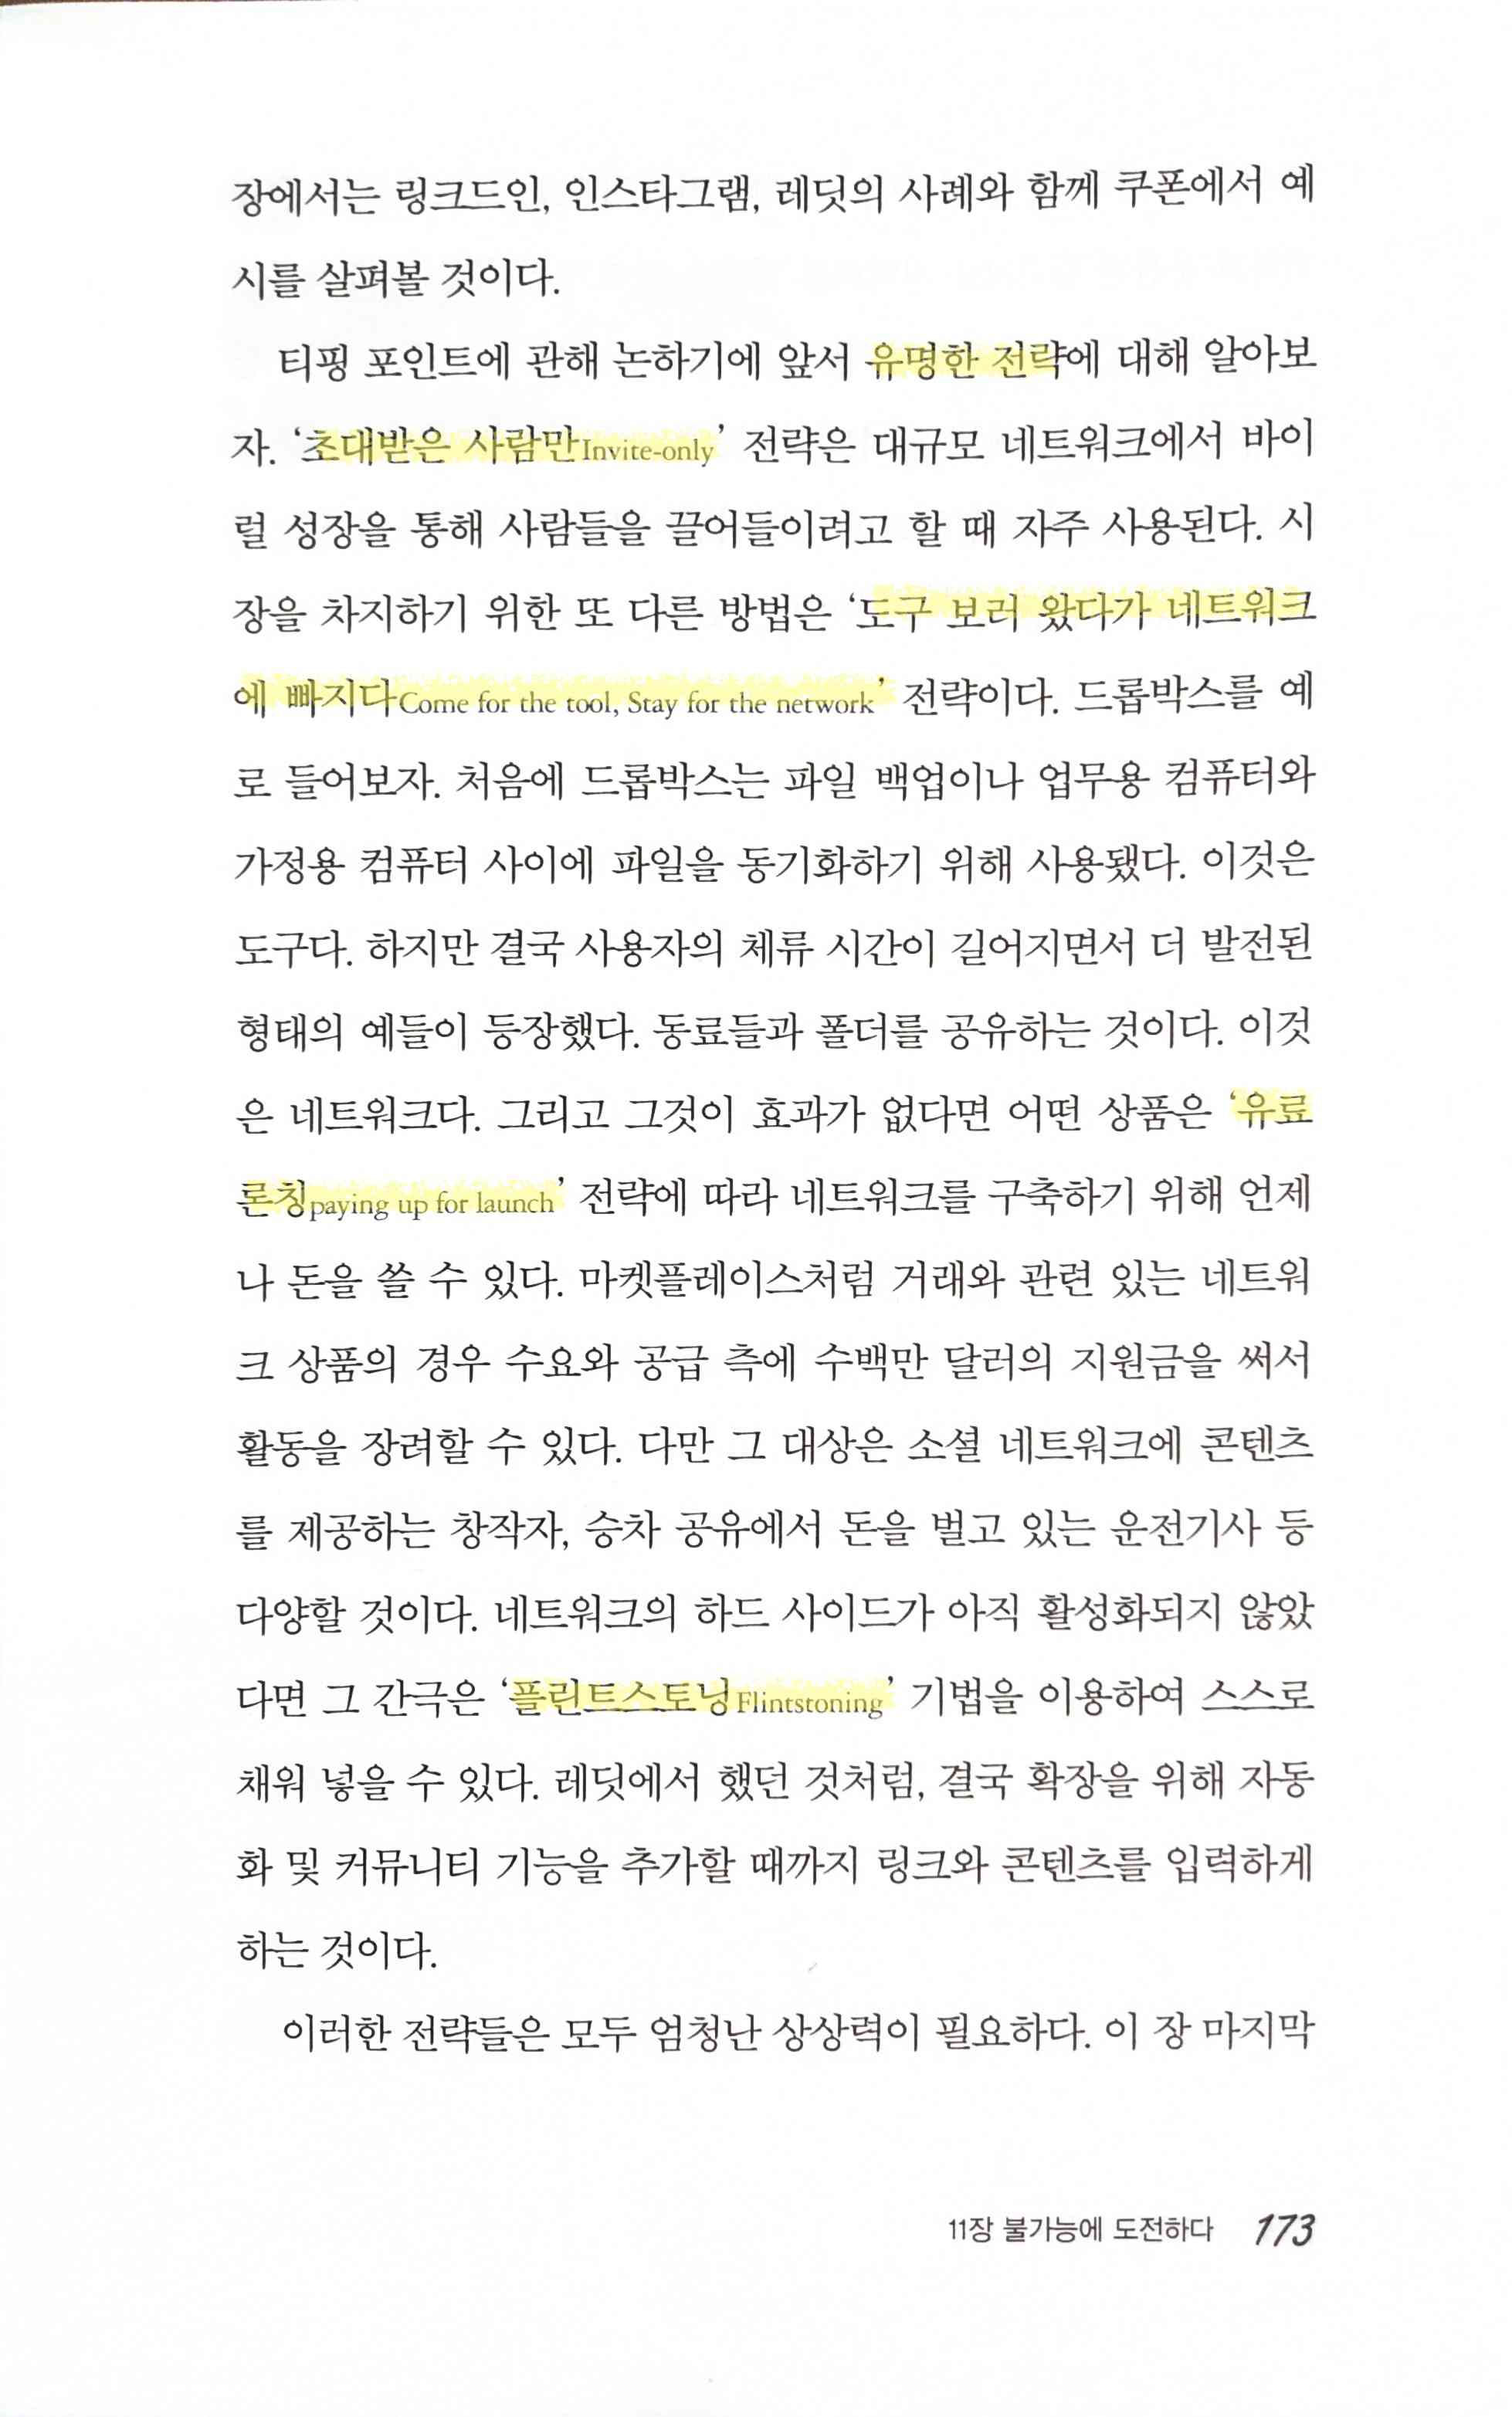 장에서는 링크드인, 인스타그램, 레딧의 사례와 함께 쿠폰에서 예
시를 살펴볼 것이다.
티핑 포인트에 관해 논하기에 앞서 유명한 전략에 대해 알아보
자. ‘초대받은 사람만Invite-only’ 전략은 대규모 네트워크에서 바이
럴 성장을 통해 사람들을 끌어들이려고 할 때 자주 사용된다. 시
장을 차지하기 위한 또 다른 방법은 ‘도구 보러 왔다가 네트워크
에 빠지다Come for the tool, Stay for the network’ 전략이다. 드롭박스를 예
로 들어보자. 처음에 드롭박스는 파일 백업이나 업무용 컴퓨터와
가정용 컴퓨터 사이에 파일을 동기화하기 위해 사용됐다. 이것은
도구다. 하지만 결국 사용자의 체류 시간이 길어지면서 더 발전된
형태의 예들이 등장했다. 동료들과 폴더를 공유하는 것이다. 이것
은 네트워크다. 그리고 그것이 효과가 없다면 어떤 상품은 ‘유료
론칭paying up for launch’ 전략에 따라 네트워크를 구축하기 위해 언제
나 돈을 쓸 수 있다. 마켓플레이스처럼 거래와 관련 있는 네트워
크 상품의 경우 수요와 공급 측에 수백만 달러의 지원금을 써서
활동을 장려할 수 있다. 다만 그 대상은 소셜 네트워크에 콘텐츠
를 제공하는 창작자, 승차 공유에서 돈을 벌고 있는 운전기사 등
다양할 것이다. 네트워크의 하드 사이드가 아직 활성화되지 않았
다면 그 간극은 ‘플린트스토닝Flintstoning’ 기법을 이용하여 스스로
채워 넣을 수 있다. 레딧에서 했던 것처럼, 결국 확장을 위해 자동
화 및 커뮤니티 기능을 추가할 때까지 링크와 콘텐츠를 입력하게
하는 것이다.
이러한 전략들은 모두 엄청난 상상력이 필요하다. 이 장 마지막
11장 불가능에 도전하다 173